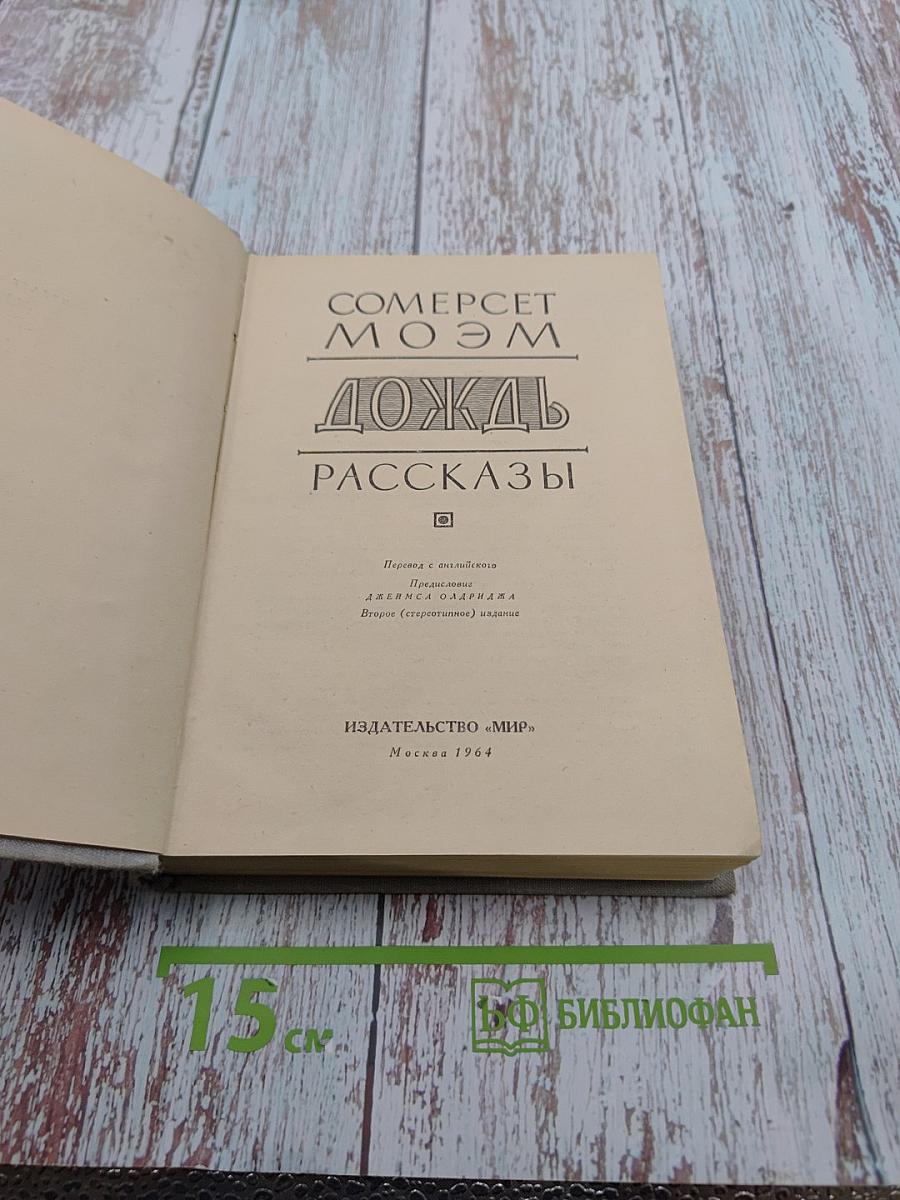 СОМЕРСЕТ
МОЭМ
ДОЖДЬ
РАССКАЗЫ
Перевод с английского
Предисловие
ДЖЕЙМСА ОЛДРИДЖА
Второе (стереотипное) издание
ИЗДАТЕЛЬСТВО «МИР»
Москва 1964
15 см
БФ БИБЛИОФАН